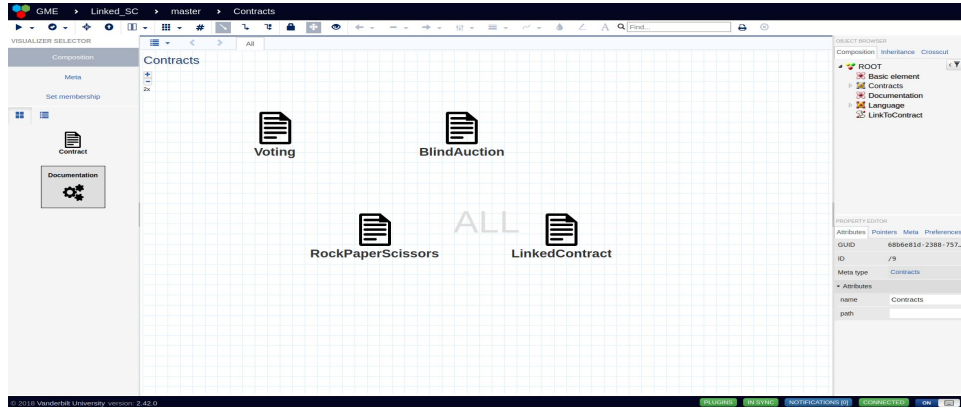 GME > Linked_SC > master > Contracts
Find...
VISUALIZER SELECTOR
Composition
Meta
Set membership
Contract
Documentation
All
Contracts
+
-
2x
ALL
Voting
BlindAuction
RockPaperScissors
LinkedContract
OBJECT BROWSER
Composition Inheritance Crosscut
ROOT
Basic element
Contracts
Documentation
Language
LinkToContract
PROPERTY EDITOR
Attributes Pointers Meta Preferences
GUID 68b6e81d-2388-757...
ID /9
Meta type Contracts
Attributes
name Contracts
path
© 2018 Vanderbilt University version: 2.42.0
PLUGINS IN SYNC NOTIFICATIONS [0] CONNECTED ON